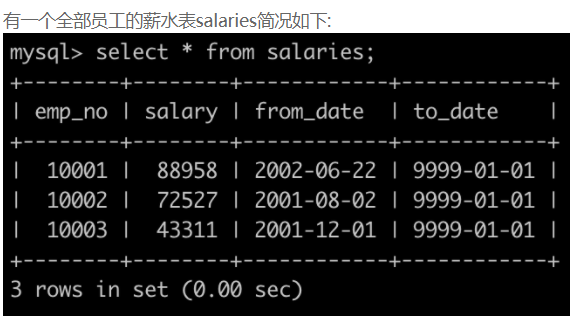 有一个全部员工的薪水表salaries简况如下:
mysql> select * from salaries;
+--------+--------+------------+------------+
| emp_no | salary | from_date | to_date |
+--------+--------+------------+------------+
| 10001 | 88958 | 2002-06-22 | 9999-01-01 |
| 10002 | 72527 | 2001-08-02 | 9999-01-01 |
| 10003 | 43311 | 2001-12-01 | 9999-01-01 |
+--------+--------+------------+------------+
3 rows in set (0.00 sec)